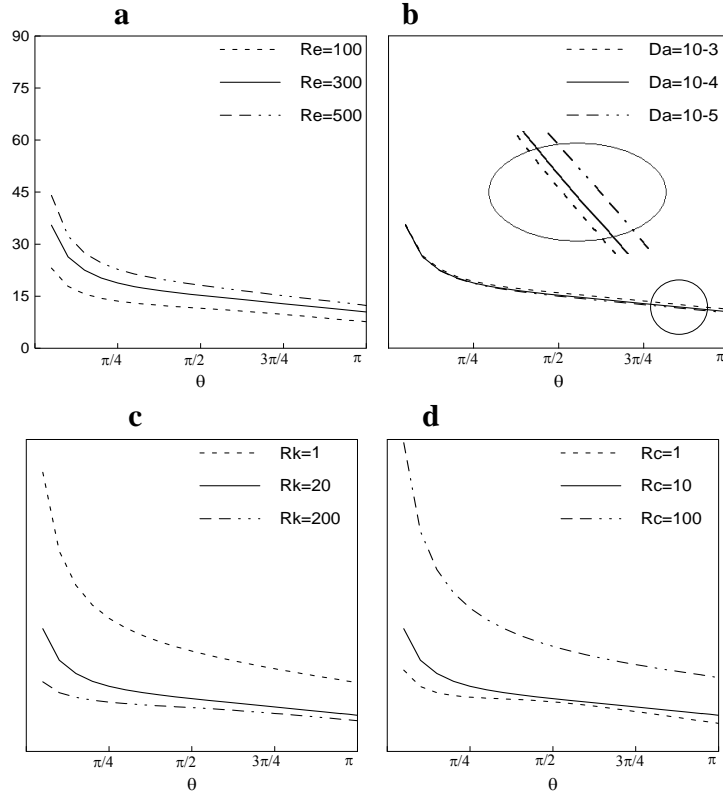 a
b
90
75
60
45
30
15
0
Re=100
Re=300
Re=500
Da=10-3
Da=10-4
Da=10-5
π/4
π/2
3π/4
π
θ
π/4
π/2
3π/4
π
θ
c
d
Rk=1
Rk=20
Rk=200
Rc=1
Rc=10
Rc=100
π/4
π/2
3π/4
π
θ
π/4
π/2
3π/4
π
θ